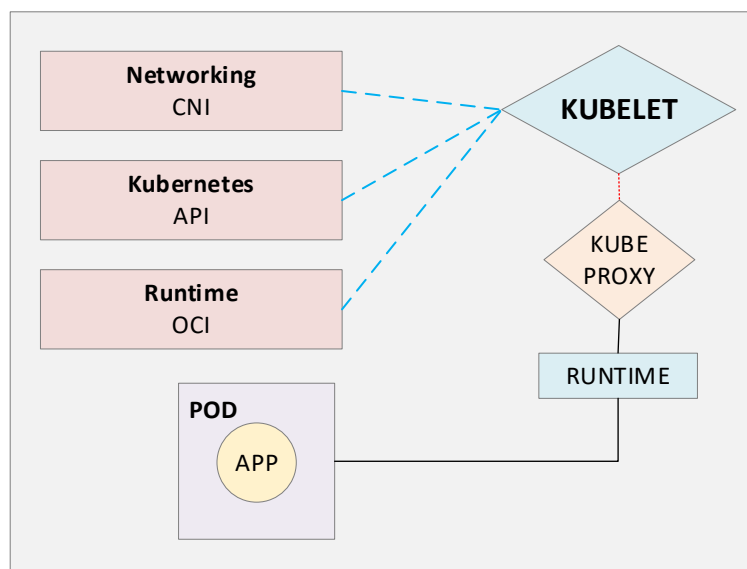 Networking
CNI
KUBELET
Kubernetes
API
KUBE
PROXY
Runtime
OCI
RUNTIME
POD
APP